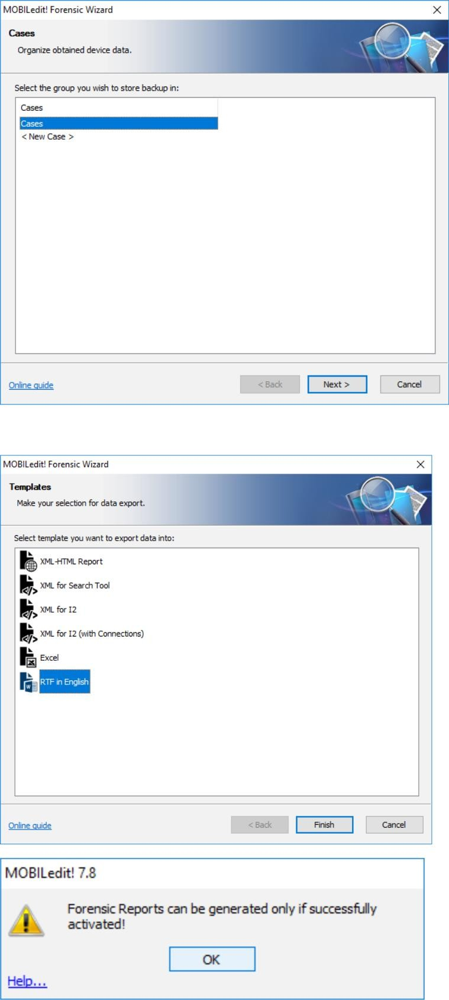 MOBILedit! Forensic Wizard
Cases
Organize obtained device data.
Select the group you wish to store backup in:
Cases
Cases
< New Case >
Online guide
< Back
Next >
Cancel
MOBILedit! Forensic Wizard
Templates
Make your selection for data export.
Select template you want to export data into:
XML-HTML Report
XML for Search Tool
XML for I2
XML for I2 (with Connections)
Excel
RTF in English
Online guide
< Back
Finish
Cancel
MOBILedit! 7.8
Forensic Reports can be generated only if successfully
activated!
OK
Help...